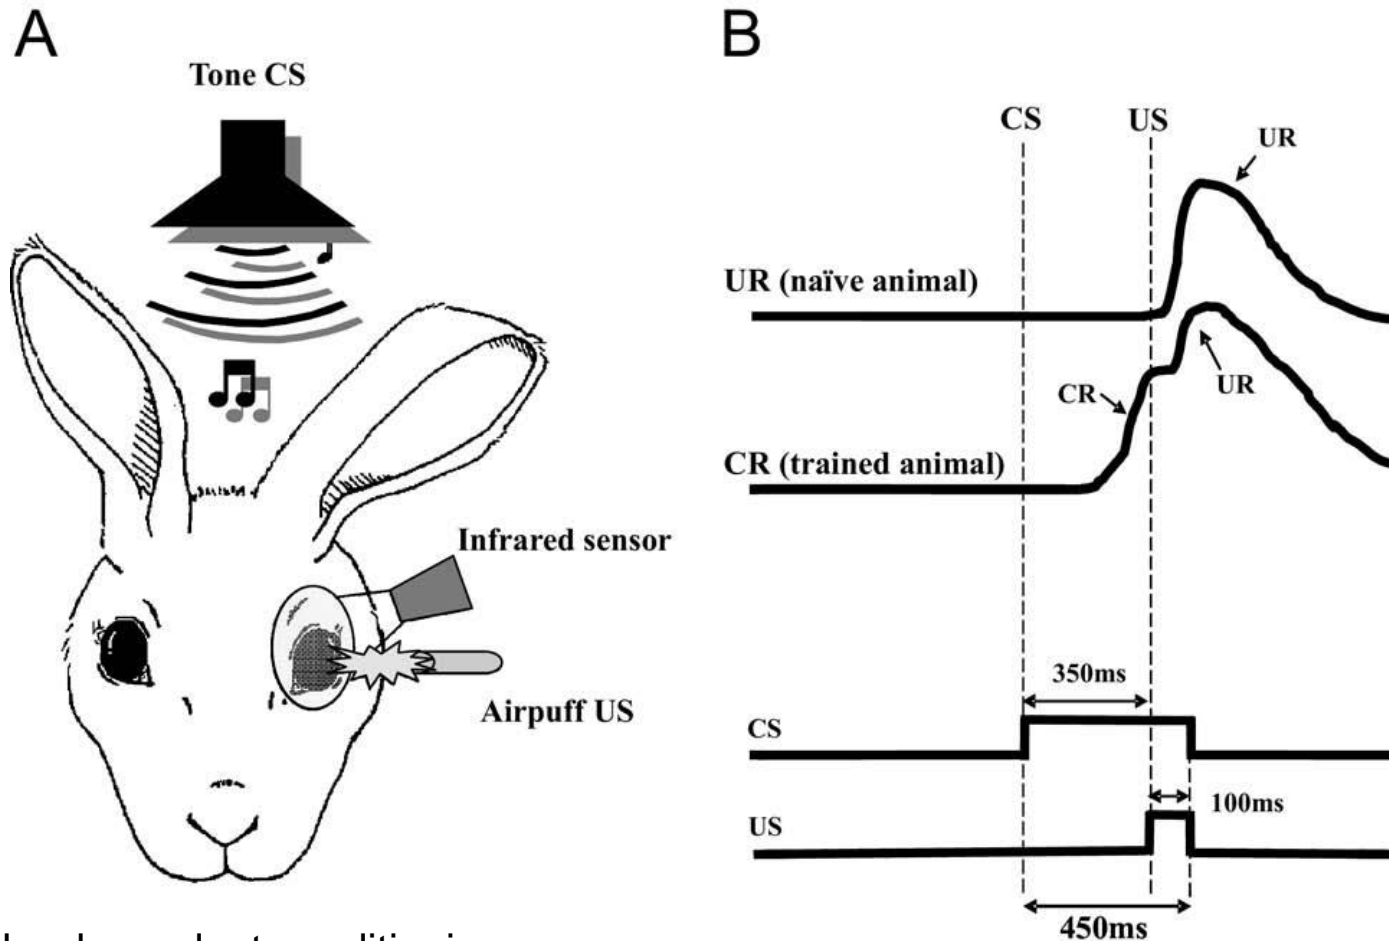 A
Tone CS
Infrared sensor
Airpuff US
B
CS US
UR
UR (naïve animal)
CR
UR
CR (trained animal)
350ms
CS
100ms
US
450ms